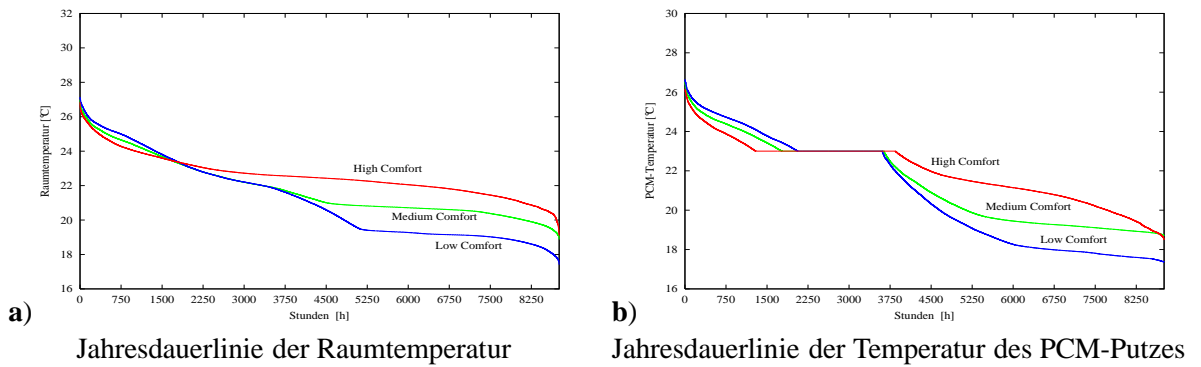 32
30
28
26
24
22
20
18
16
Raumtemperatur [°C]
High Comfort
Medium Comfort
Low Comfort
0 750 1500 2250 3000 3750 4500 5250 6000 6750 7500 8250
Stunden [h]
a)
Jahresdauerlinie der Raumtemperatur
30
28
26
24
22
20
18
16
PCM-Temperatur [°C]
High Comfort
Medium Comfort
Low Comfort
0 750 1500 2250 3000 3750 4500 5250 6000 6750 7500 8250
Stunden [h]
b)
Jahresdauerlinie der Temperatur des PCM-Putzes